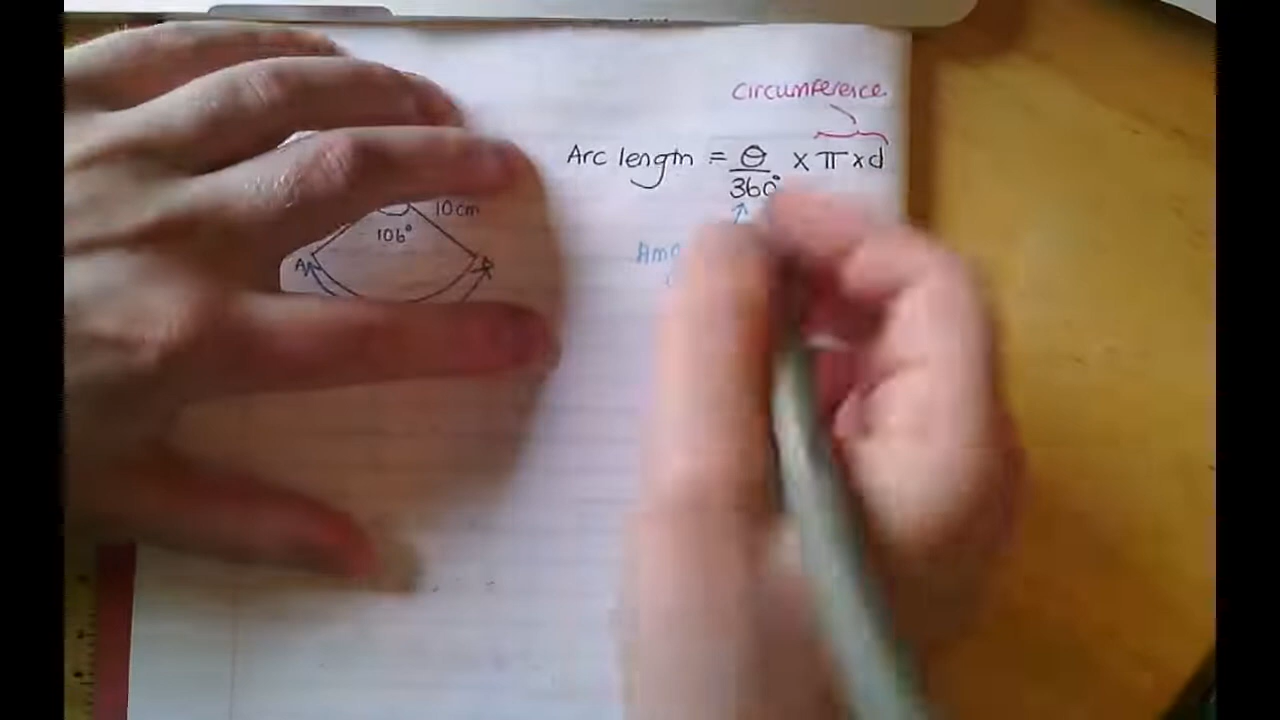 circumference
Arc length = θ/360° × π × d
10cm
106°
A